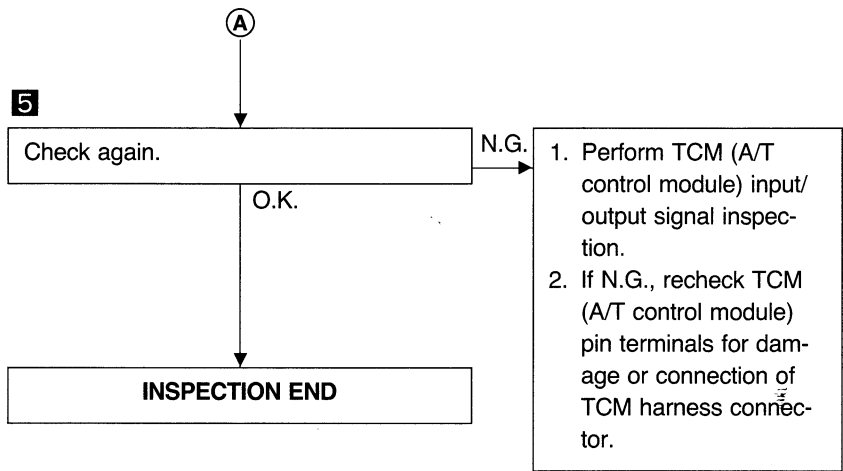 A
5
Check again.
N.G.
O.K.
1. Perform TCM (A/T
control module) input/
output signal inspec-
tion.
2. If N.G., recheck TCM
(A/T control module)
pin terminals for dam-
age or connection of
TCM harness connec-
tor.
INSPECTION END